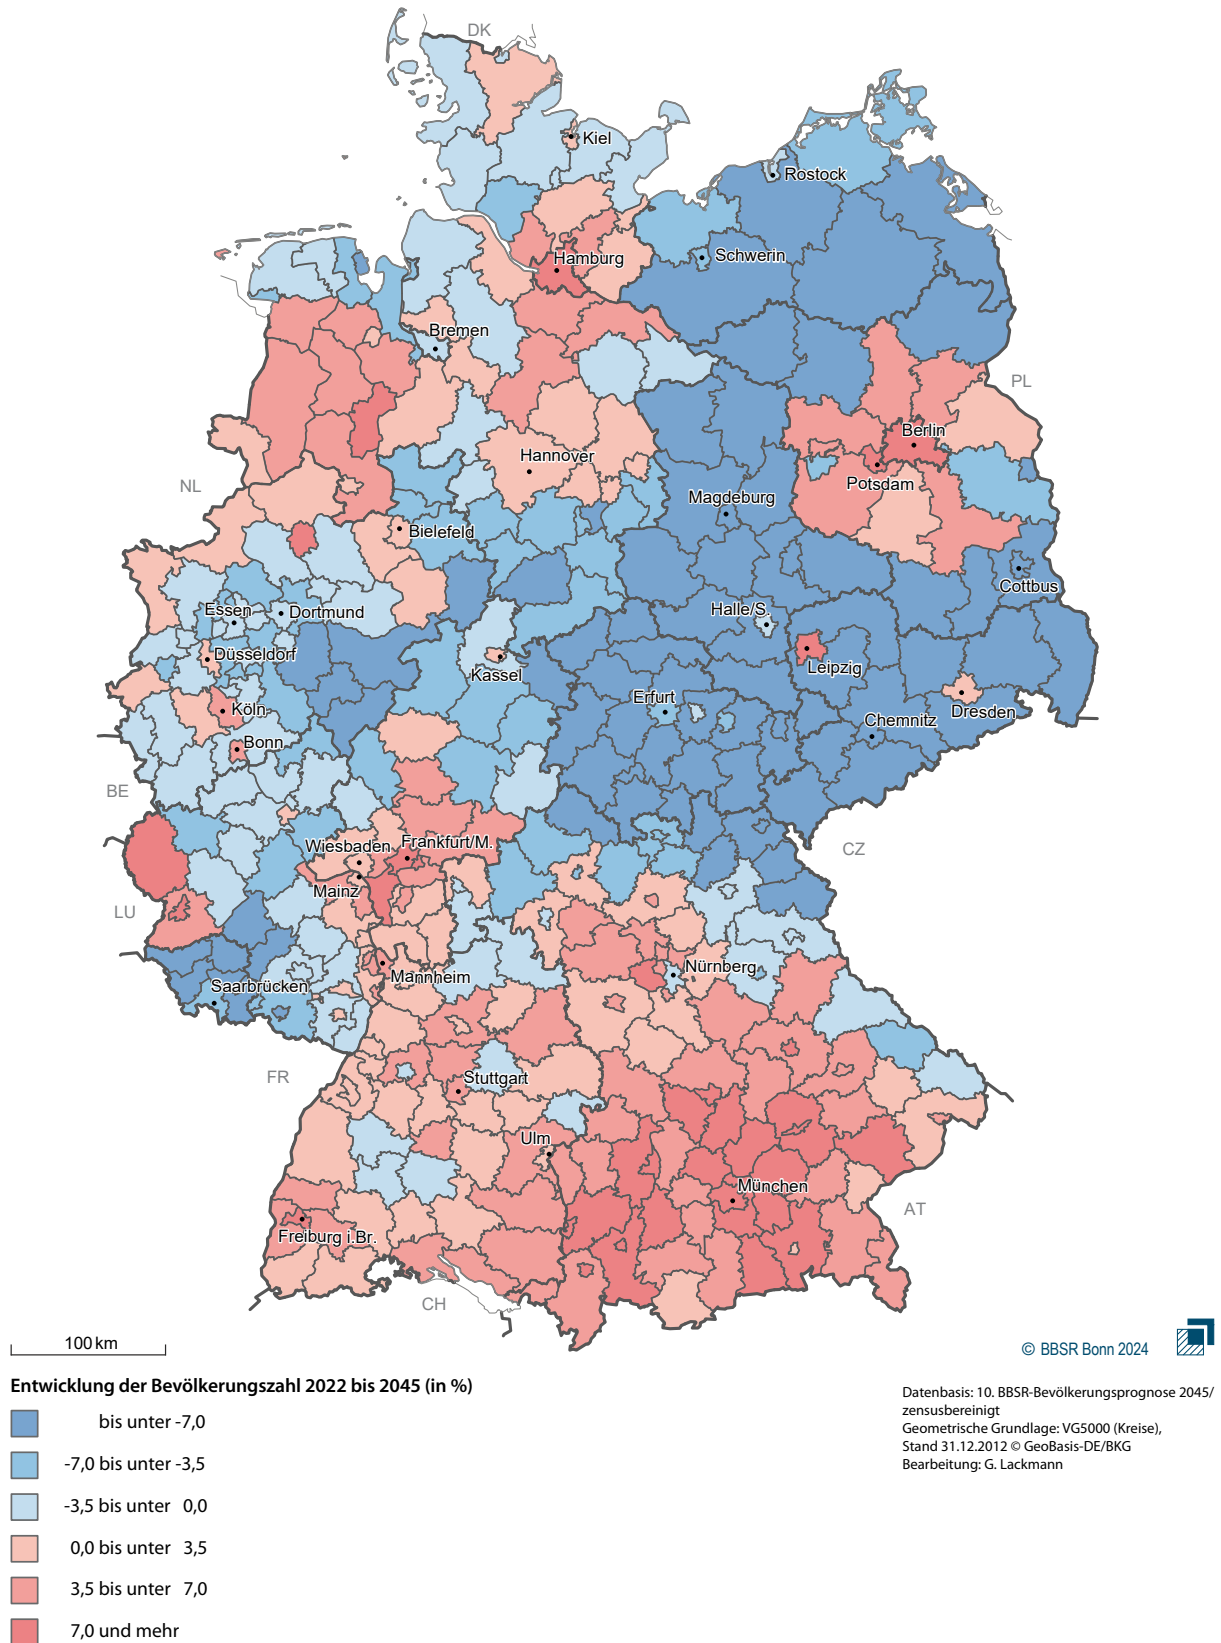 DK
Kiel
Rostock
Hamburg
Schwerin
Bremen
PL
Berlin
Hannover
NL
Potsdam
Magdeburg
Bielefeld
Cottbus
Essen
Dortmund
Halle/S.
Düsseldorf
Leipzig
Kassel
Erfurt
Köln
Dresden
Chemnitz
Bonn
BE
Wiesbaden
Frankfurt/M.
CZ
Mainz
LU
Nürnberg
Mannheim
Saarbrücken
FR
Stuttgart
Ulm
München
AT
Freiburg i.Br.
CH
100 km
© BBSR Bonn 2024
Entwicklung der Bevölkerungszahl 2022 bis 2045 (in %)
bis unter -7,0
-7,0 bis unter -3,5
-3,5 bis unter 0,0
0,0 bis unter 3,5
3,5 bis unter 7,0
7,0 und mehr
Datenbasis: 10. BBSR-Bevölkerungsprognose 2045/
zensusbereinigt
Geometrische Grundlage: VG5000 (Kreise),
Stand 31.12.2012 © GeoBasis-DE/BKG
Bearbeitung: G. Lackmann